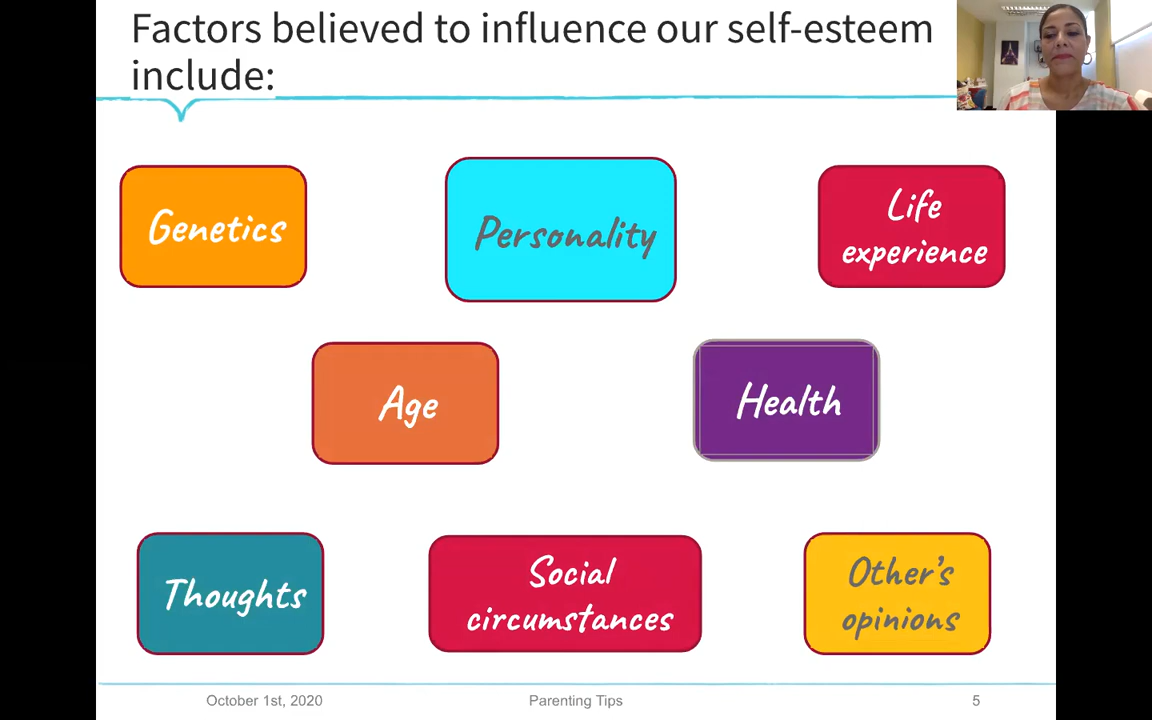 Factors believed to influence our self-esteem
include:
Genetics
Personality
Life
experience
Age
Health
Thoughts
Social
circumstances
Other's
opinions
October 1st, 2020
Parenting Tips
5